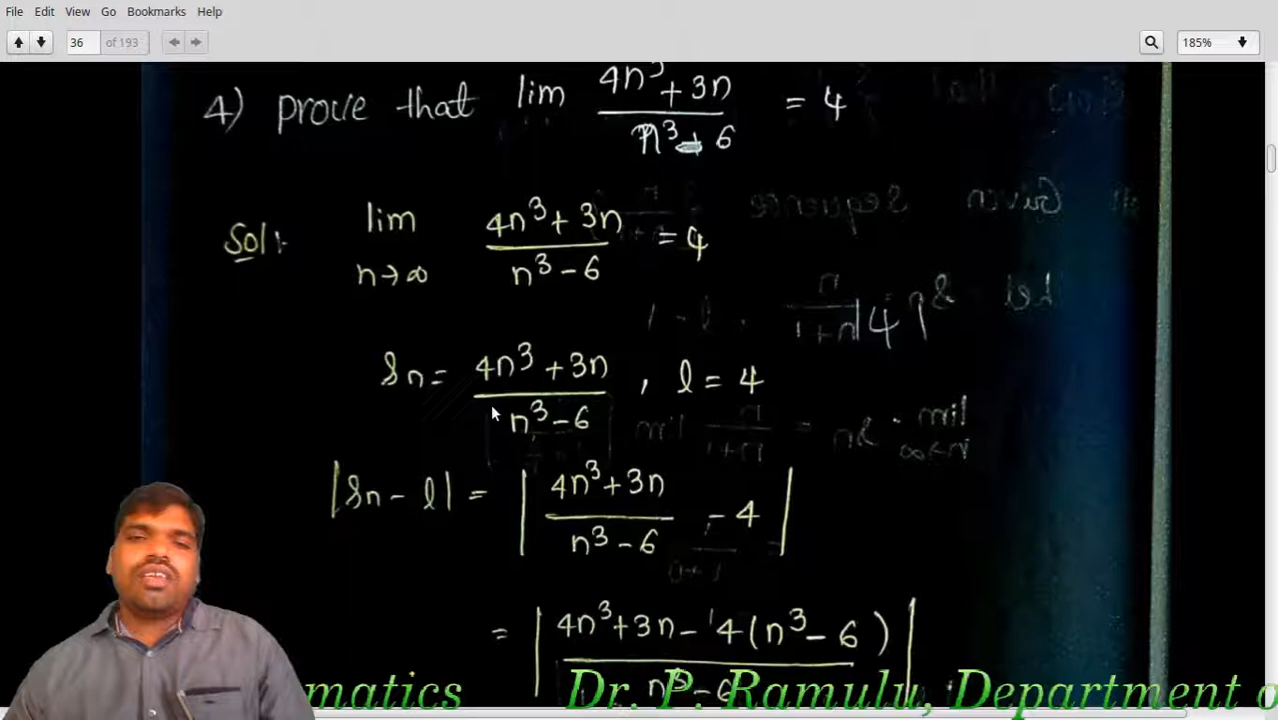 File Edit View Go Bookmarks Help
36 of 193 185%
4) prove that lim 4n³+3n / n³-6 = 4
Sol: lim n→∞ 4n³+3n / n³-6 = 4
Sn = 4n³+3n / n³-6 , l = 4
|Sn - l| = | 4n³+3n / n³-6 - 4 |
= | 4n³+3n - 4(n³-6) / n³-6 |
matics Dr. P. Ramulu, Department o